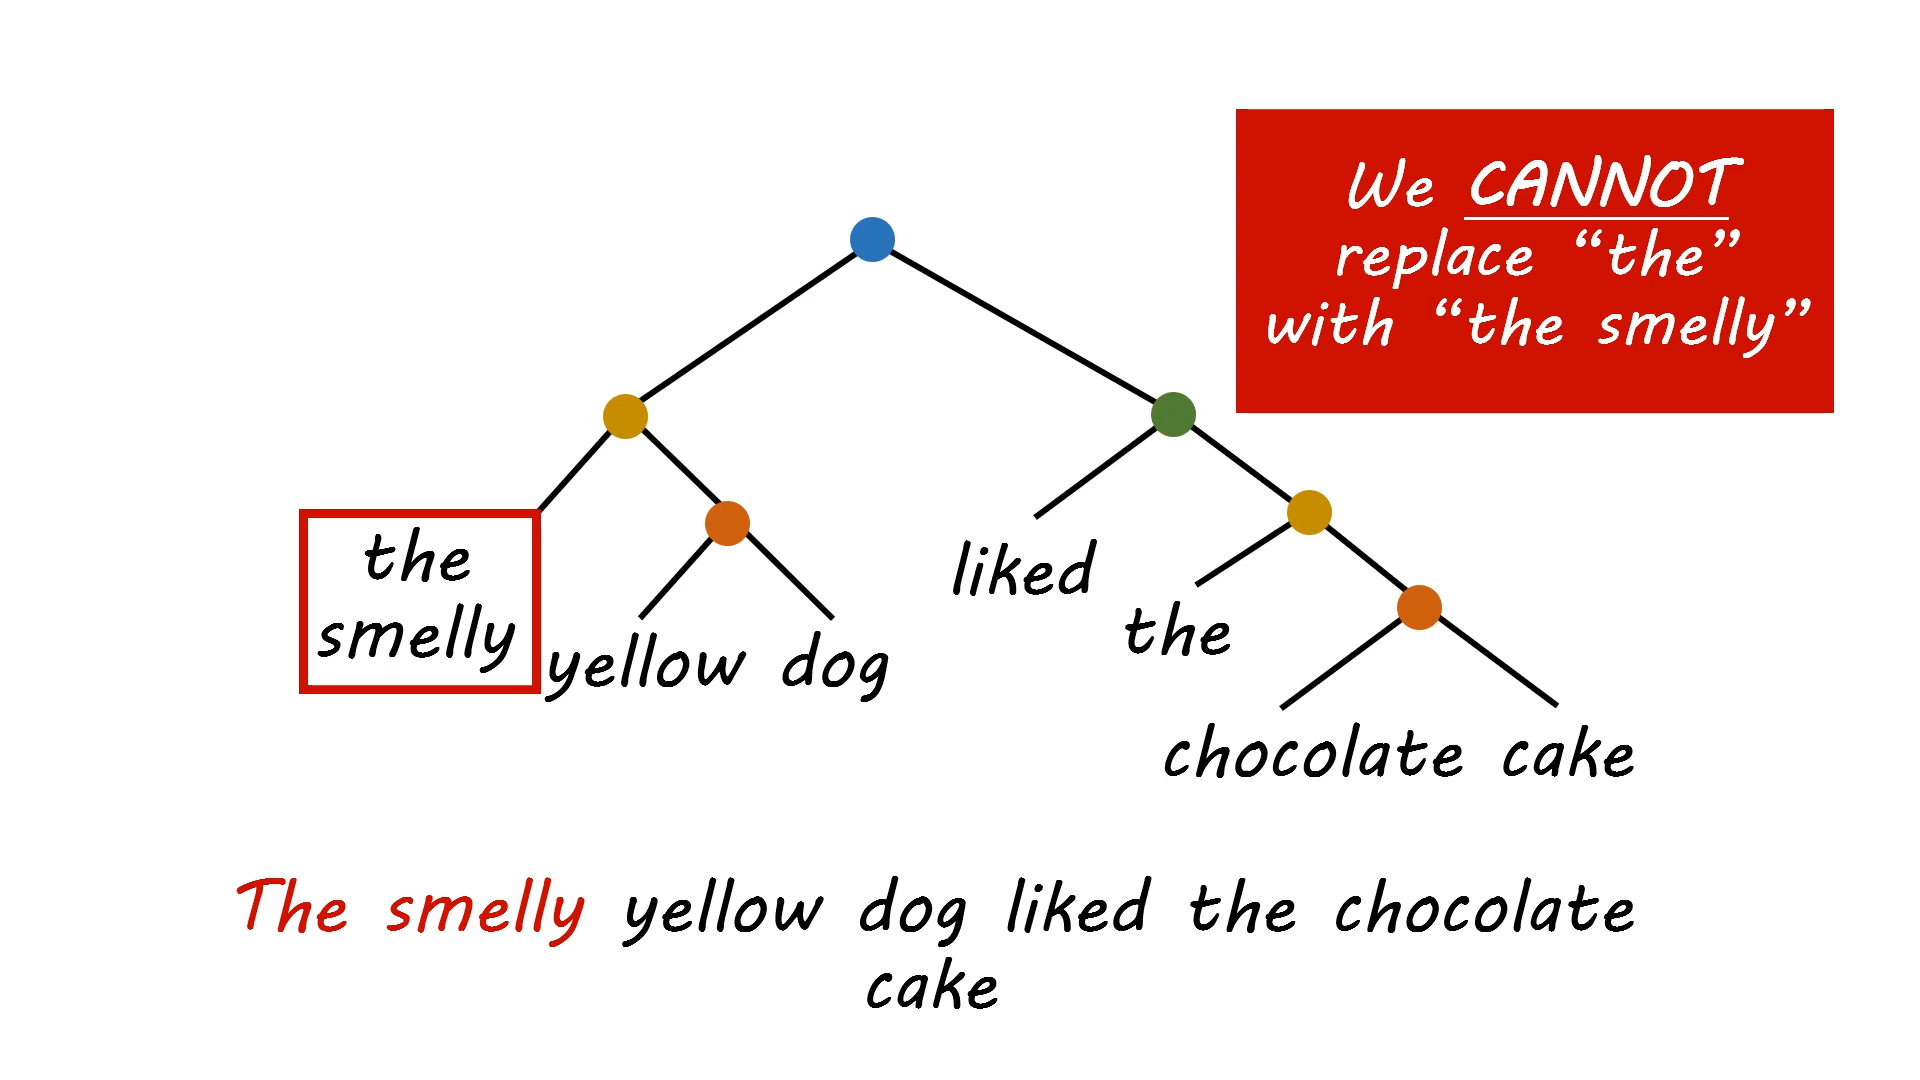 We CANNOT
replace “the”
with “the smelly”
the
smelly
yellow dog
liked
the
chocolate cake
The smelly yellow dog liked the chocolate
cake